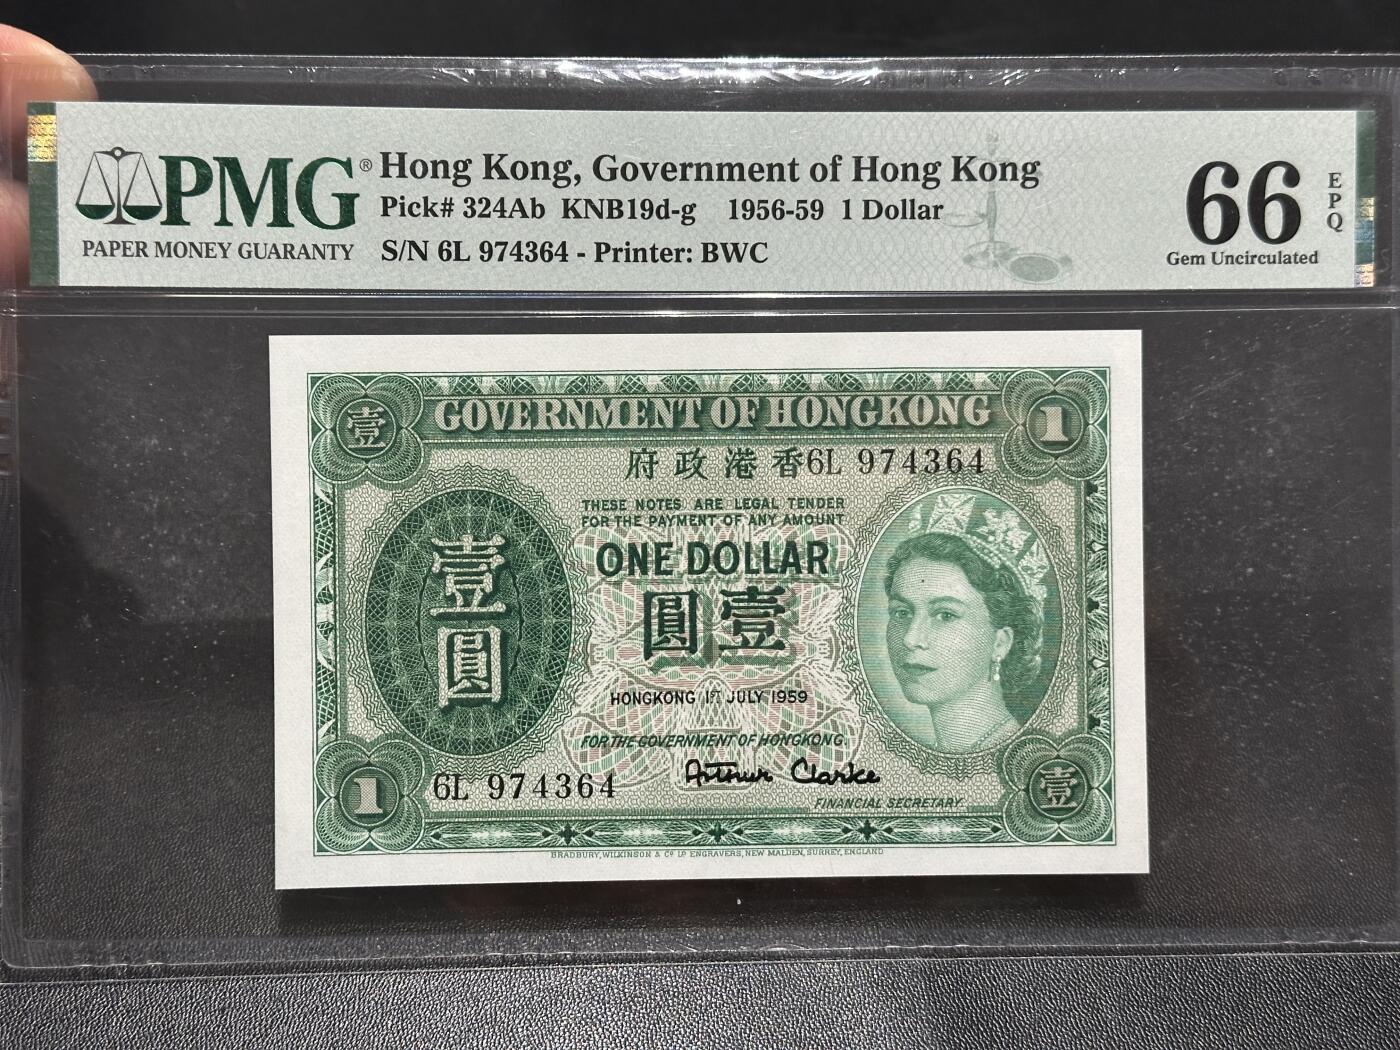 PMG®
PAPER MONEY GUARANTY
Hong Kong, Government of Hong Kong
Pick# 324Ab KNB19d-g 1956-59 1 Dollar
S/N 6L 974364 - Printer: BWC
66
EPQ
Gem Uncirculated
壹
GOVERNMENT OF HONGKONG
1
府政港香
6L 974364
THESE NOTES ARE LEGAL TENDER
FOR THE PAYMENT OF ANY AMOUNT
ONE DOLLAR
圓壹
壹圓
HONGKONG 1ST JULY 1959
FOR THE GOVERNMENT OF HONGKONG.
Arthur Clarke
FINANCIAL SECRETARY
1
6L 974364
壹
BRADBURY, WILKINSON & Cº Lº ENGRAVERS, NEW MALDEN, SURREY, ENGLAND